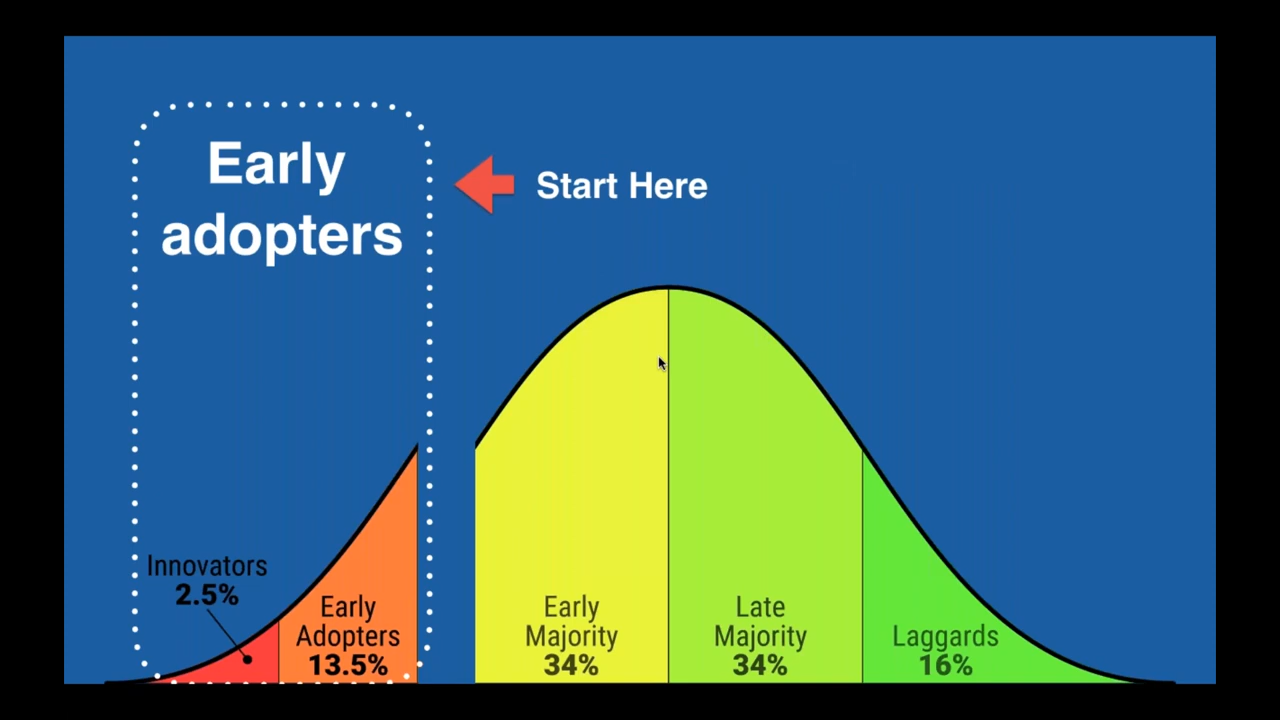 Early
adopters
Start Here
Innovators
2.5%
Early
Adopters
13.5%
Early
Majority
34%
Late
Majority
34%
Laggards
16%